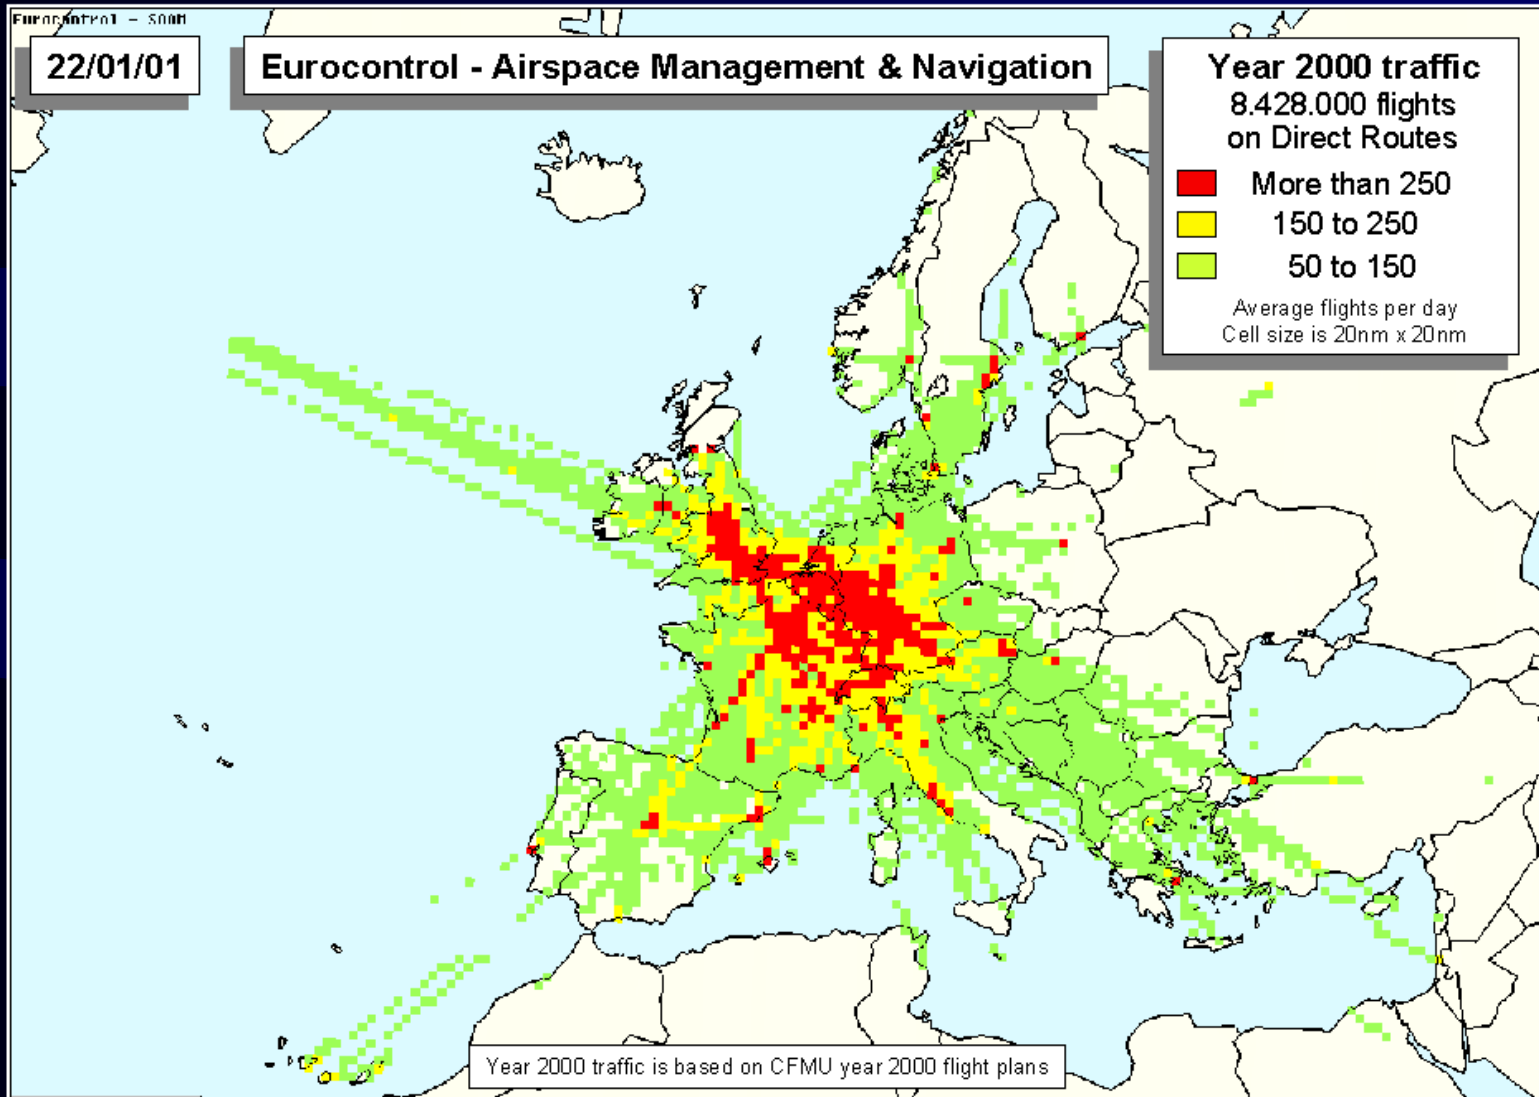 Eurocontrol - SAAM
22/01/01
Eurocontrol - Airspace Management & Navigation
Year 2000 traffic
8.428.000 flights
on Direct Routes
More than 250
150 to 250
50 to 150
Average flights per day
Cell size is 20nm x 20nm
Year 2000 traffic is based on CFMU year 2000 flight plans